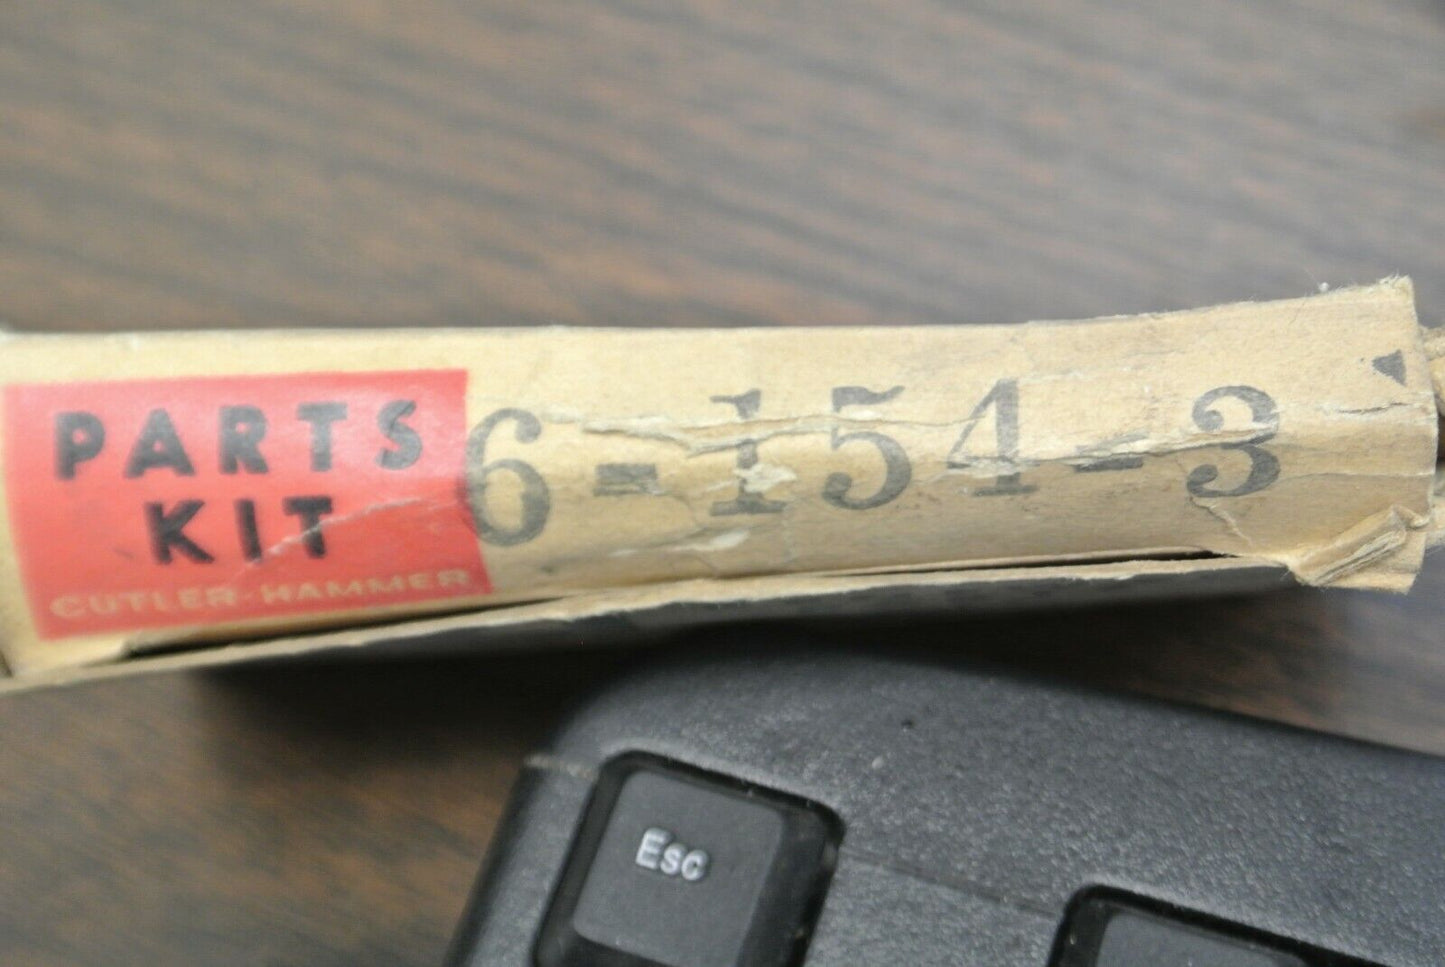 PARTS
KIT
CUTLER-HAMMER
6-154-3
Esc